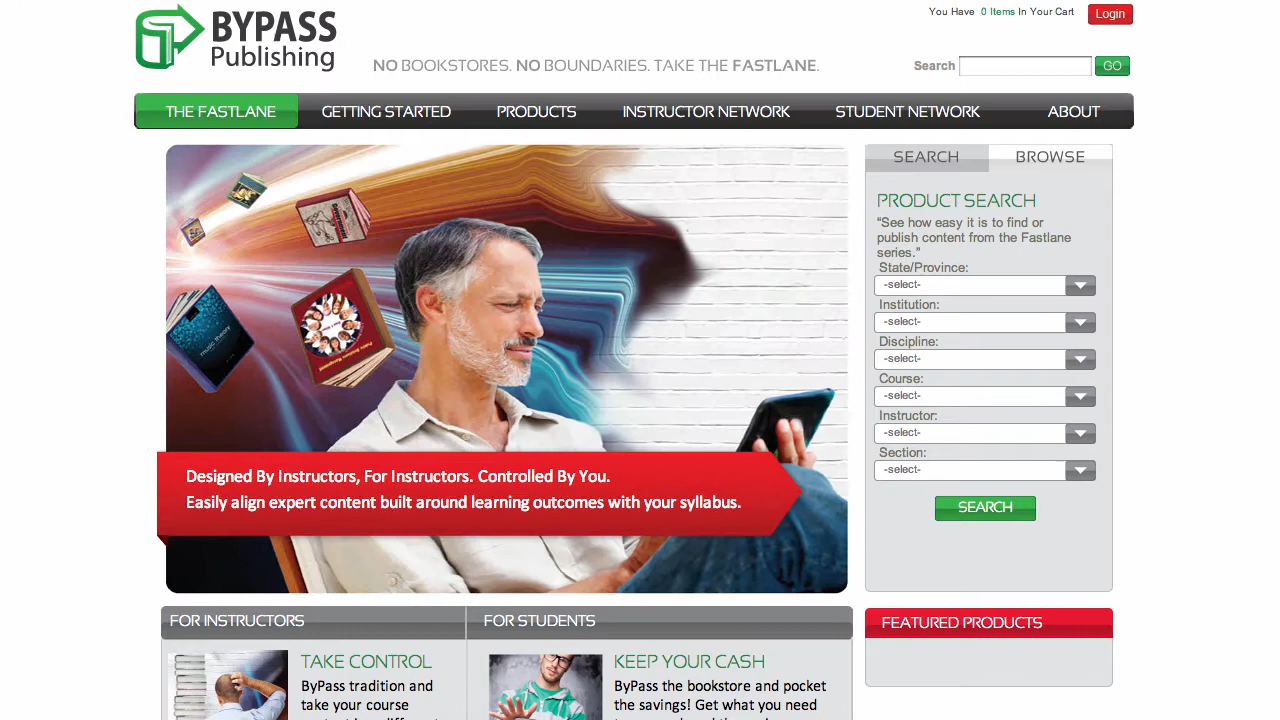 BYPASS
Publishing
NO BOOKSTORES. NO BOUNDARIES. TAKE THE FASTLANE.
You Have 0 Items In Your Cart
Login
Search
GO
THE FASTLANE
GETTING STARTED
PRODUCTS
INSTRUCTOR NETWORK
STUDENT NETWORK
ABOUT
music theory
Designed By Instructors, For Instructors. Controlled By You.
Easily align expert content built around learning outcomes with your syllabus.
SEARCH
BROWSE
PRODUCT SEARCH
“See how easy it is to find or
publish content from the Fastlane
series.”
State/Province:
-select-
Institution:
-select-
Discipline:
-select-
Course:
-select-
Instructor:
-select-
Section:
-select-
SEARCH
FOR INSTRUCTORS
TAKE CONTROL
ByPass tradition and
take your course
FOR STUDENTS
KEEP YOUR CASH
ByPass the bookstore and pocket
the savings! Get what you need
FEATURED PRODUCTS